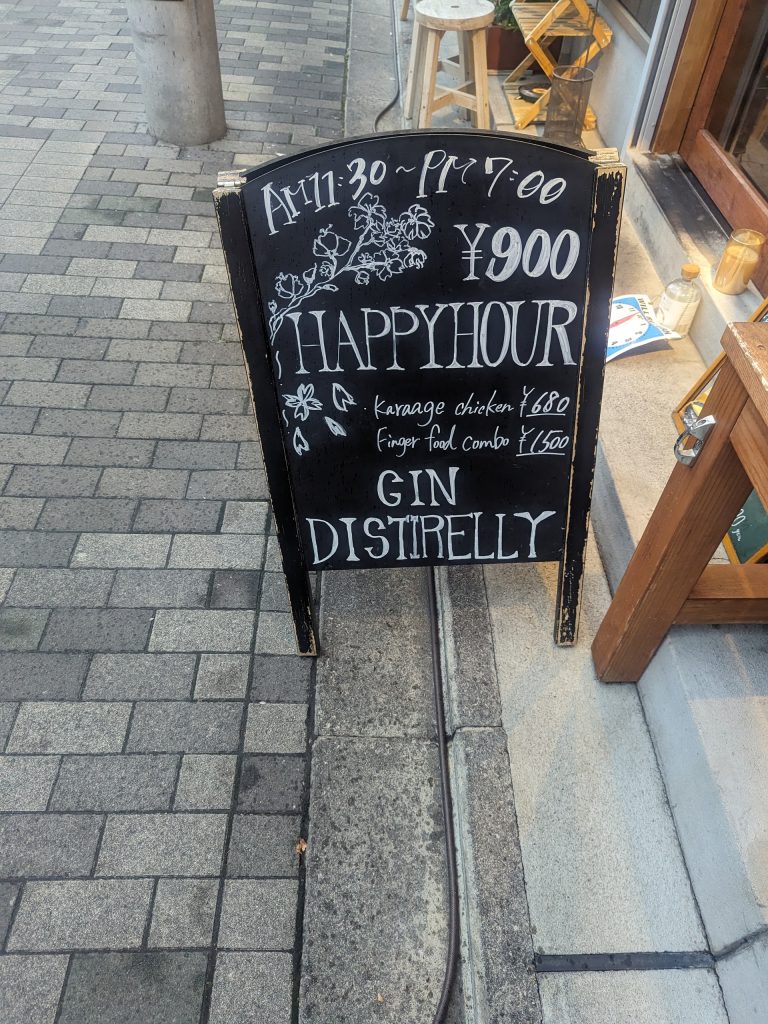 AM11:30~PM7:00
¥900
HAPPYHOUR
Karaage chicken ¥680
Finger food combo ¥1500
GIN
DISTIRELLY